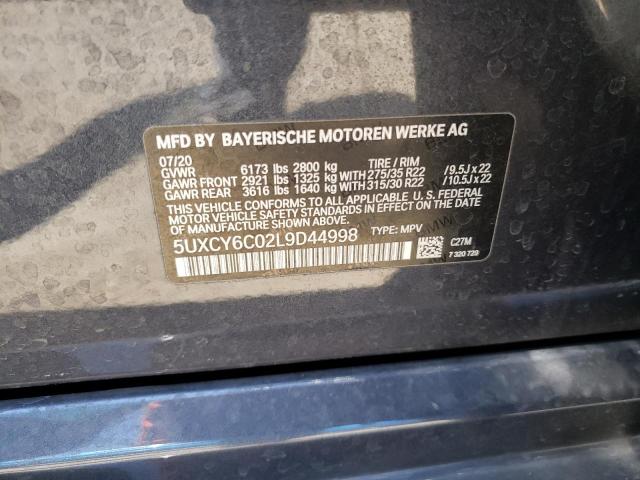 MFD BY BAYERISCHE MOTOREN WERKE AG
07/20
GVWR 6173 lbs 2800 kg TIRE / RIM
GAWR FRONT 2921 lbs 1325 kg WITH 275/35 R22 / 9.5J x 22
GAWR REAR 3616 lbs 1640 kg WITH 315/30 R22 / 10.5J x 22
THIS VEHICLE CONFORMS TO ALL APPLICABLE U. S. FEDERAL
MOTOR VEHICLE SAFETY STANDARDS IN EFFECT ON THE DATE
OF MANUFACTURE SHOWN ABOVE.
5UXCY6C02L9D44998 TYPE: MPV
C27M
7 320 729